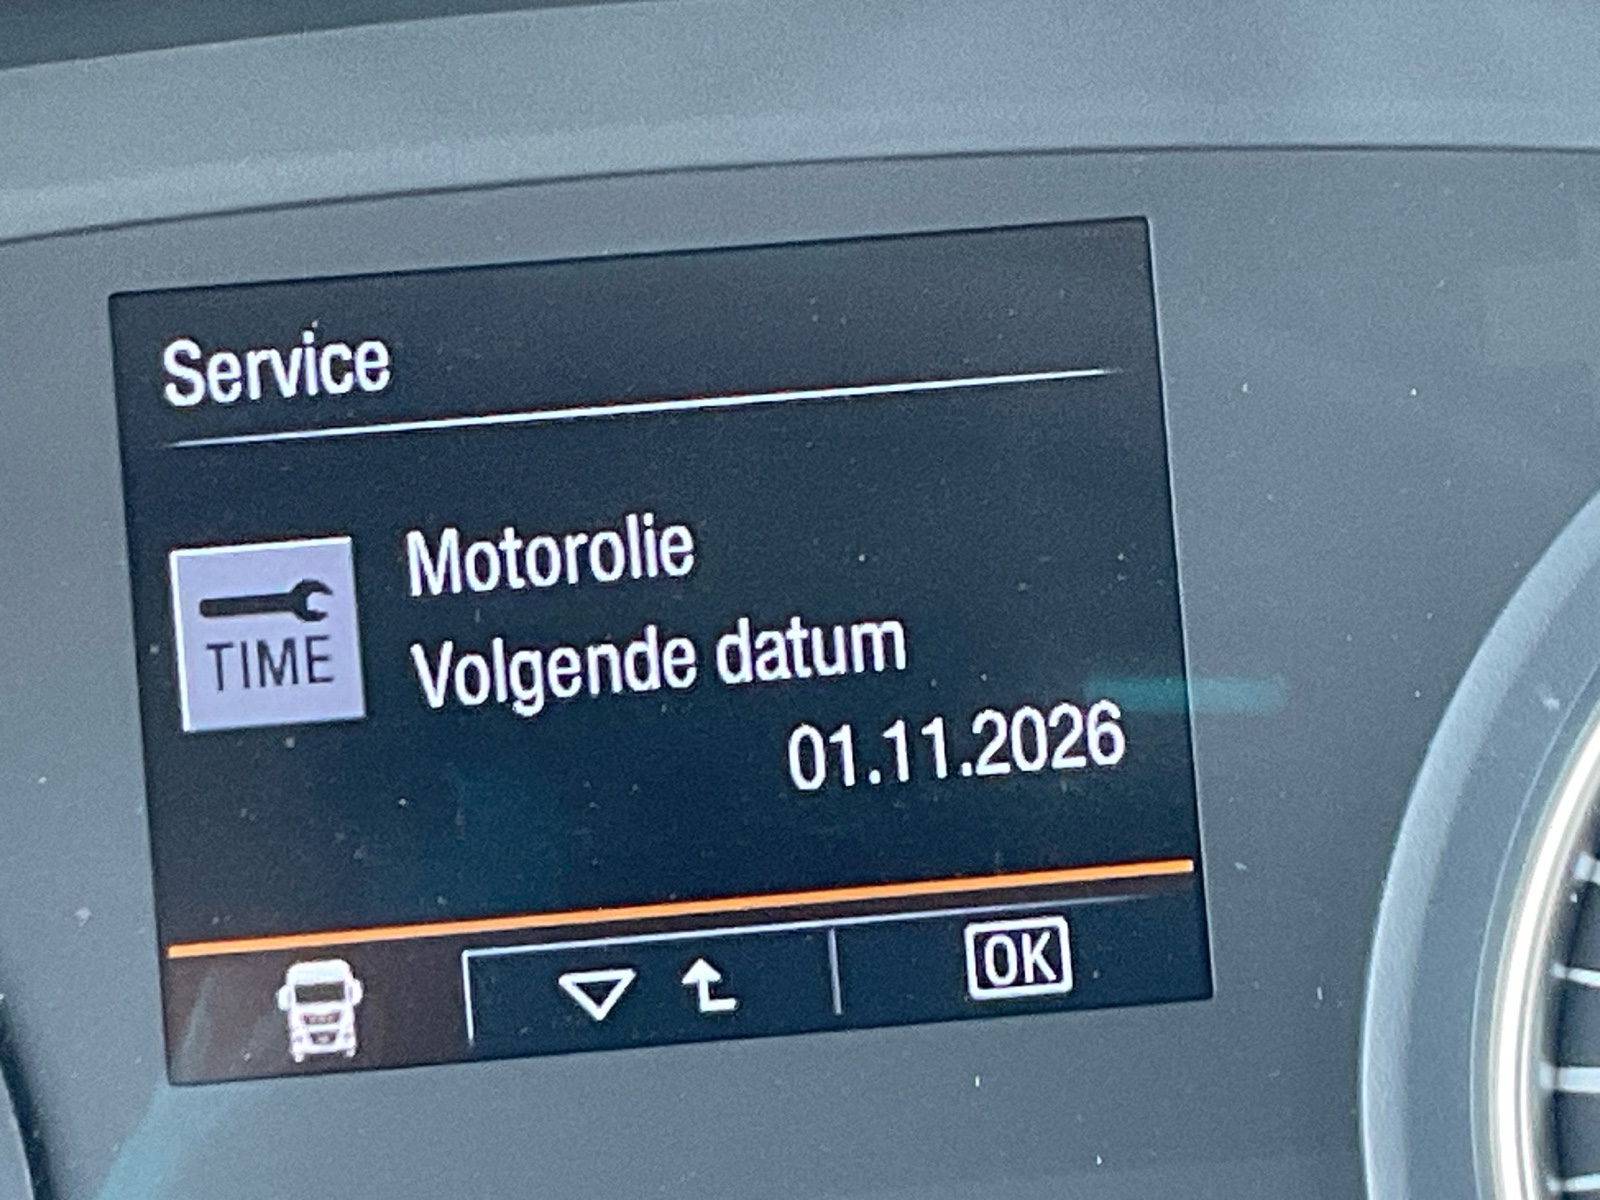 Service
TIME
Motorolie
Volgende datum
01.11.2026
OK